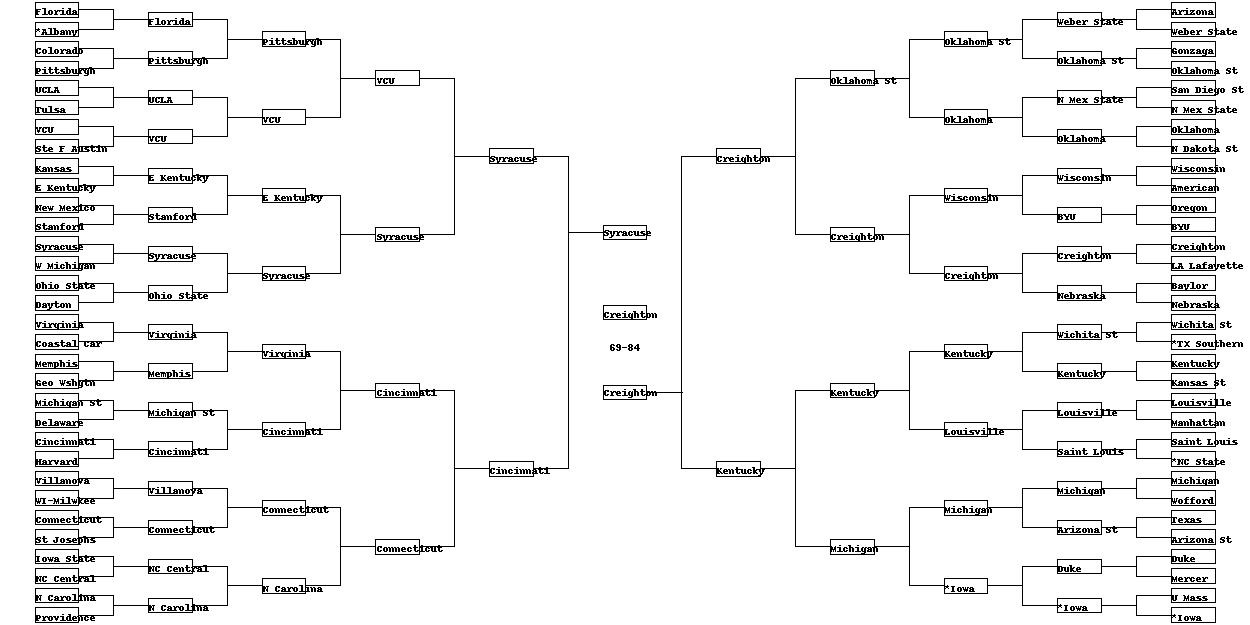 Florida
*Albany
Colorado
Pittsburgh
UCLA
Tulsa
VCU
Ste F Austin
Kansas
E Kentucky
New Mexico
Stanford
Syracuse
W Michigan
Ohio State
Dayton
Virginia
Coastal Car
Memphis
Geo Wshgtn
Michigan St
Delaware
Cincinnati
Harvard
Villanova
WI-Milwkee
Connecticut
St Josephs
Iowa State
NC Central
N Carolina
Providence
Florida
Pittsburgh
UCLA
VCU
E Kentucky
Stanford
Syracuse
Ohio State
Virginia
Memphis
Michigan St
Cincinnati
Villanova
Connecticut
NC Central
N Carolina
Pittsburgh
VCU
E Kentucky
Syracuse
Virginia
Cincinnati
Connecticut
N Carolina
VCU
Syracuse
Cincinnati
Connecticut
Syracuse
Cincinnati
Syracuse
Creighton
69-84
Creighton
Creighton
Kentucky
Oklahoma St
Creighton
Kentucky
Michigan
Oklahoma St
Oklahoma
Wisconsin
Creighton
Kentucky
Louisville
Michigan
*Iowa
Weber State
Oklahoma St
N Mex State
Oklahoma
Wisconsin
BYU
Creighton
Nebraska
Wichita St
Kentucky
Louisville
Saint Louis
Michigan
Arizona St
Duke
*Iowa
Arizona
Weber State
Gonzaga
Oklahoma St
San Diego St
N Mex State
Oklahoma
N Dakota St
Wisconsin
American
Oregon
BYU
Creighton
LA Lafayette
Baylor
Nebraska
Wichita St
*TX Southern
Kentucky
Kansas St
Louisville
Manhattan
Saint Louis
*NC State
Michigan
Wofford
Texas
Arizona St
Duke
Mercer
U Mass
*Iowa